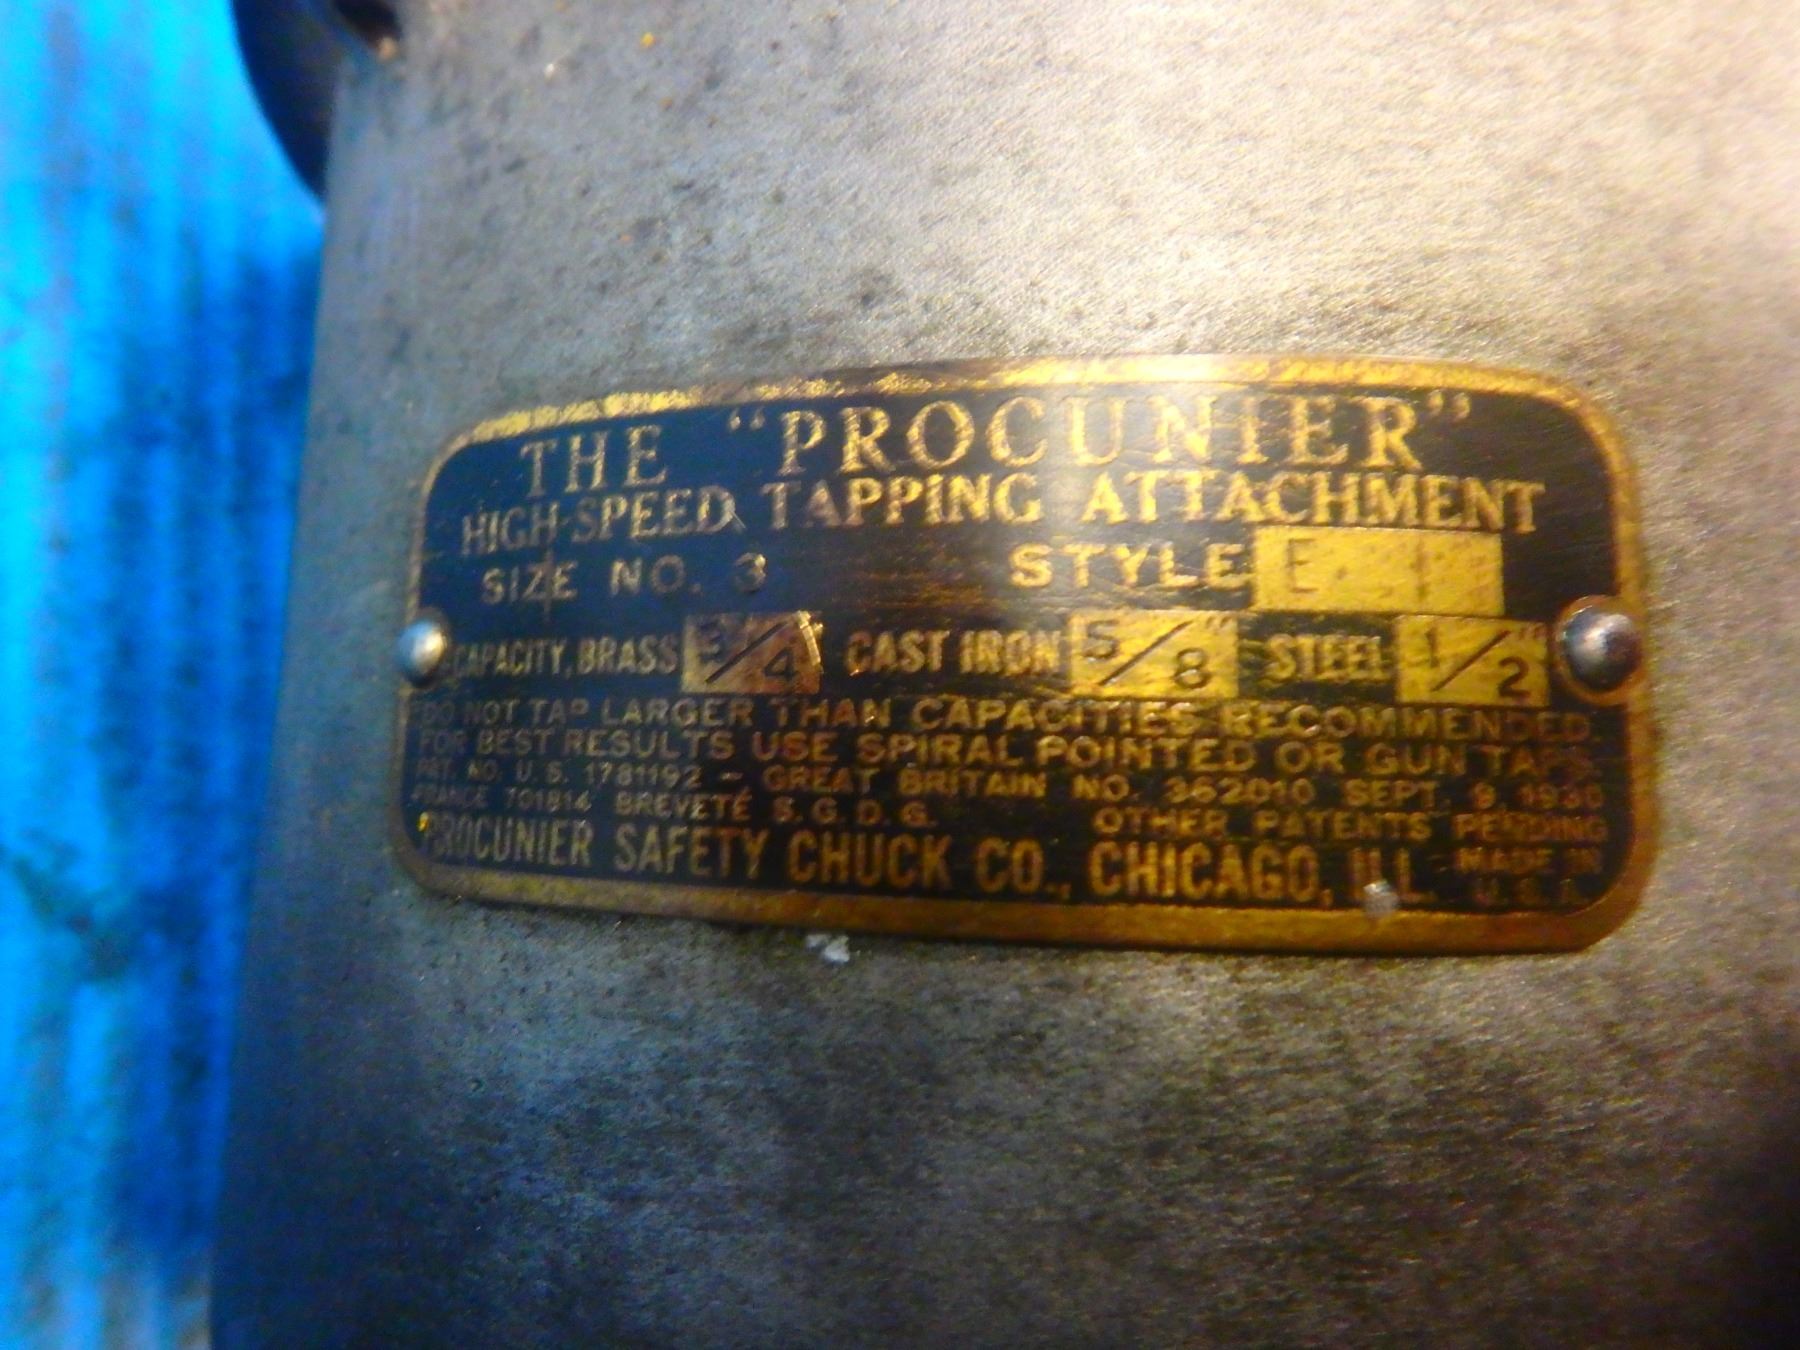 THE "PROCUNIER"
HIGH-SPEED TAPPING ATTACHMENT
SIZE NO. 3 STYLE E
CAPACITY, BRASS 3/4" CAST IRON 5/8" STEEL 1/2"
DO NOT TAP LARGER THAN CAPACITIES RECOMMENDED.
FOR BEST RESULTS USE SPIRAL POINTED OR GUN TAPS.
PAT. NO. U.S. 1781192 - GREAT BRITAIN NO. 362010 SEPT. 9, 1930
FRANCE 701814 BREVETÉ S.G.D.G. OTHER PATENTS PENDING
PROCUNIER SAFETY CHUCK CO., CHICAGO, ILL. MADE IN
U.S.A.